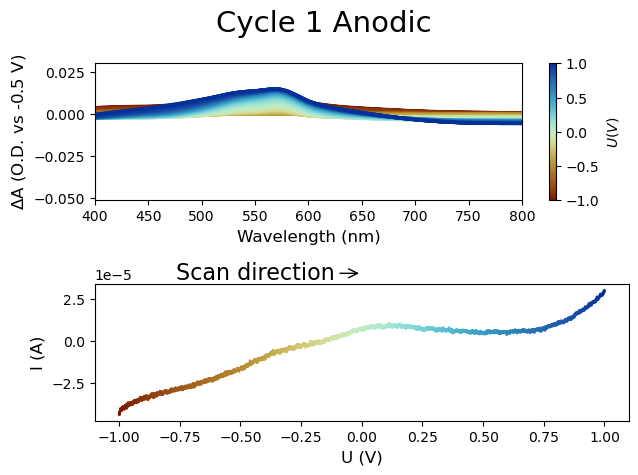 Cycle 1 Anodic
ΔA (O.D. vs -0.5 V)
0.025
0.000
−0.025
−0.050
400 450 500 550 600 650 700 750 800
Wavelength (nm)
1.0
0.5
0.0
−0.5
−1.0
U(V)
Scan direction
1e−5
I (A)
2.5
0.0
−2.5
−1.00 −0.75 −0.50 −0.25 0.00 0.25 0.50 0.75 1.00
U (V)